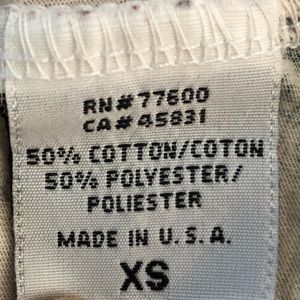 RN#77600
CA#45831
50% COTTON/COTON
50% POLYESTER/
POLIESTER
MADE IN U.S.A.
XS